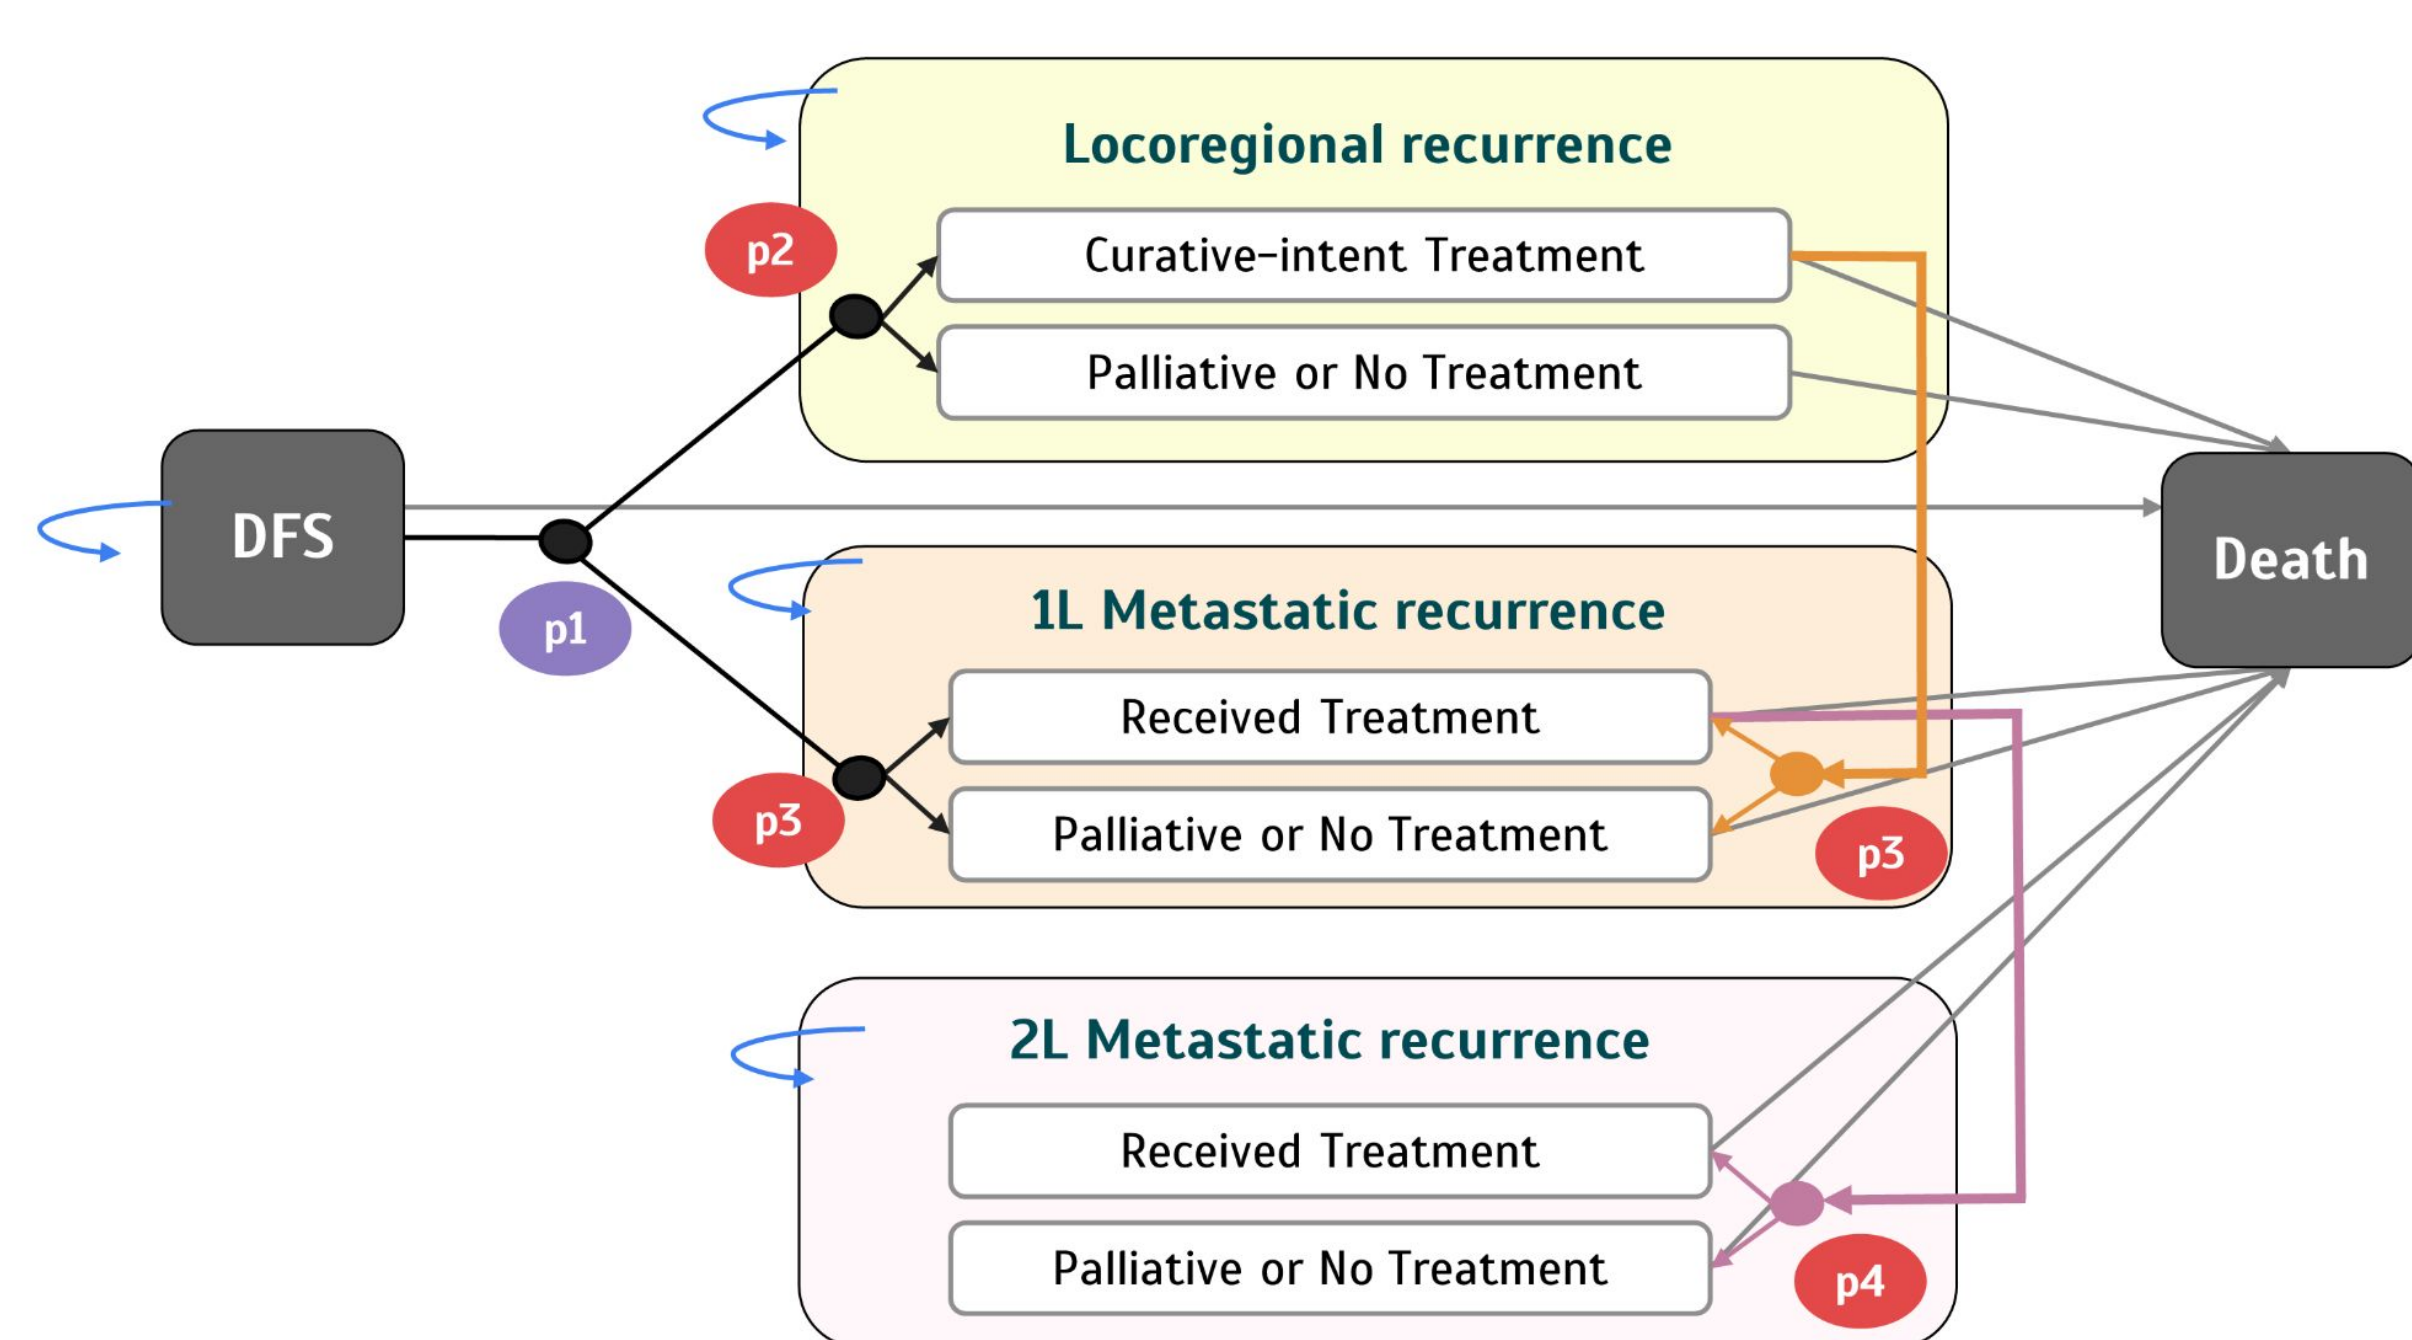 Locoregional recurrence
p2
Curative-intent Treatment
Palliative or No Treatment
DFS
Death
p1
1L Metastatic recurrence
Received Treatment
p3
Palliative or No Treatment
p3
2L Metastatic recurrence
Received Treatment
Palliative or No Treatment
p4